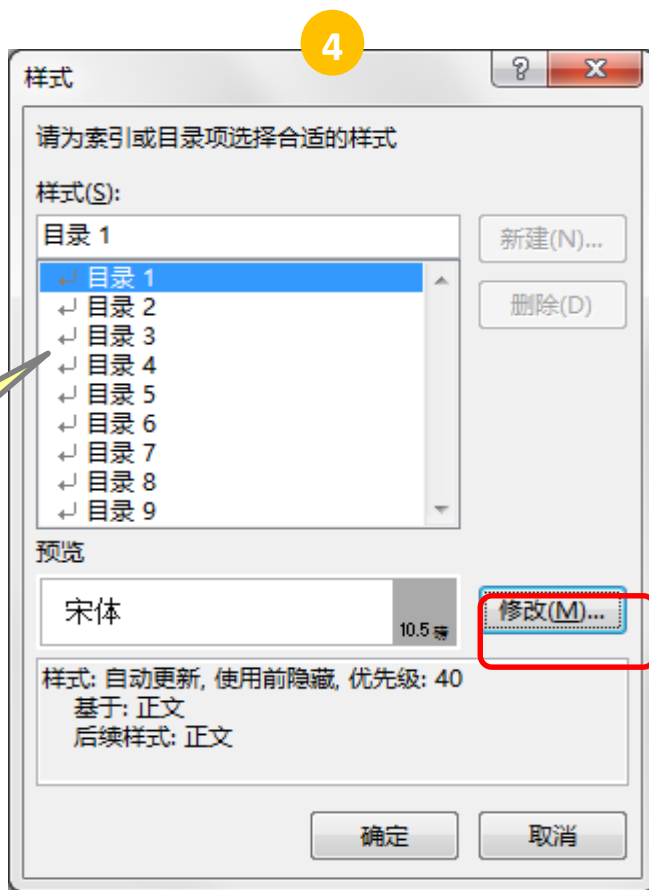 4
样式
请为索引或目录项选择合适的样式
样式(S):
目录 1
新建(N)...
目录 1
目录 2
删除(D)
目录 3
目录 4
目录 5
目录 6
目录 7
目录 8
目录 9
预览
宋体
10.5 磅
修改(M)...
样式: 自动更新, 使用前隐藏, 优先级: 40
基于: 正文
后续样式: 正文
确定
取消